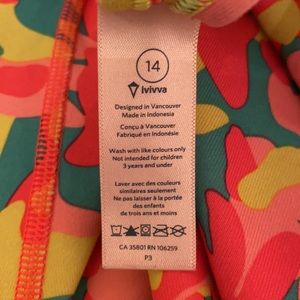 14
ivivva
Designed in Vancouver
Made in Indonesia
Conçu à Vancouver
Fabriqué en Indonésie
Wash with like colours only
Not intended for children
3 years and under
Laver avec des couleurs
similaires seulement
Ne pas laisser à la portée
des enfants
de trois ans et moins
CA 35801 RN 106259
P3